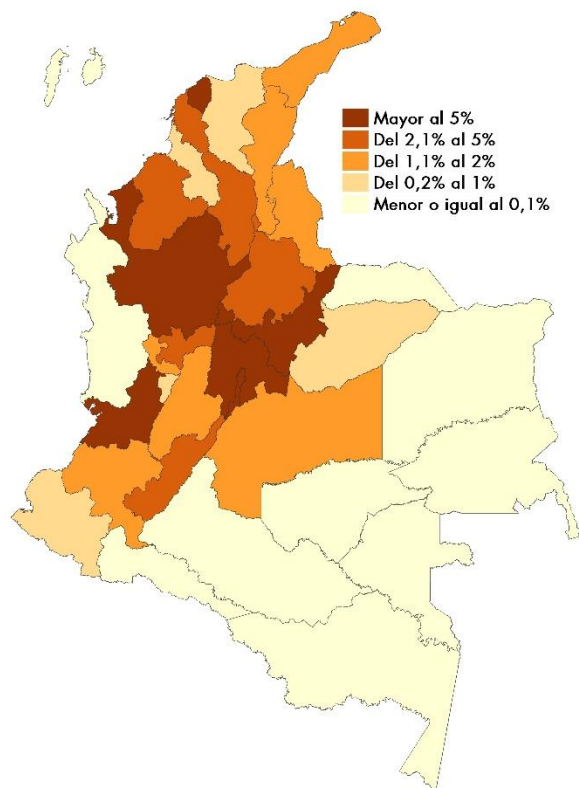 Mayor al 5%
Del 2,1% al 5%
Del 1,1% al 2%
Del 0,2% al 1%
Menor o igual al 0,1%